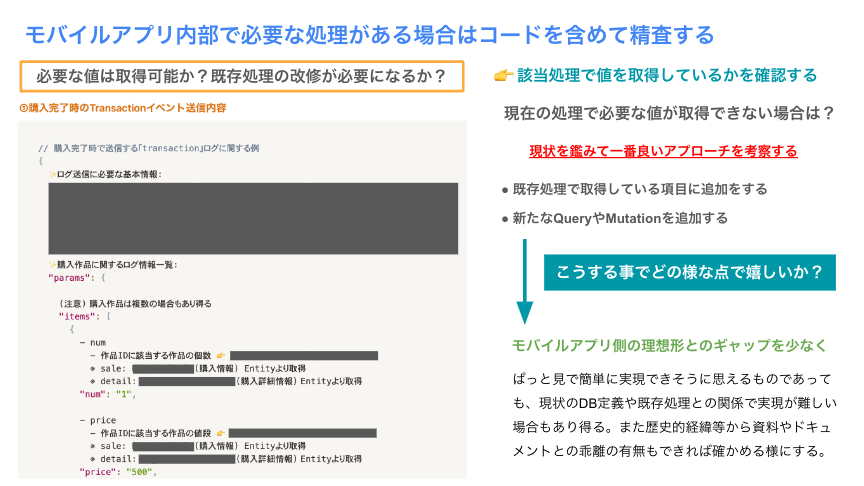 モバイルアプリ内部で必要な処理がある場合はコードを含めて精査する
必要な値は取得可能か？既存処理の改修が必要になるか？
①購入完了時のTransactionイベント送信内容
// 購入完了時で送信する「transaction」ログに関する例
{
✨ログ送信に必要な基本情報:
✨購入作品に関するログ情報一覧:
"params": {
(注意) 購入作品は複数の場合もあり得る
"items": [
{
- num
- 作品IDに該当する作品の個数 👉
※ sale: (購入情報) Entityより取得
※ detail: (購入詳細情報) Entityより取得
"num": "1",
- price
- 作品IDに該当する作品の値段 👉
※ sale: (購入情報) Entityより取得
※ detail: (購入詳細情報) Entityより取得
"price": "500",
👉 該当処理で値を取得しているかを確認する
現在の処理で必要な値が取得できない場合は？
現状を鑑みて一番良いアプローチを考察する
● 既存処理で取得している項目に追加をする
● 新たなQueryやMutationを追加する
こうする事でどの様な点で嬉しいか？
モバイルアプリ側の理想形とのギャップを少なく
ぱっと見で簡単に実現できそうに思えるものであって
も、現状のDB定義や既存処理との関係で実現が難しい
場合もあり得る。また歴史的経緯等から資料やドキュ
メントとの乖離の有無もできれば確かめる様にする。